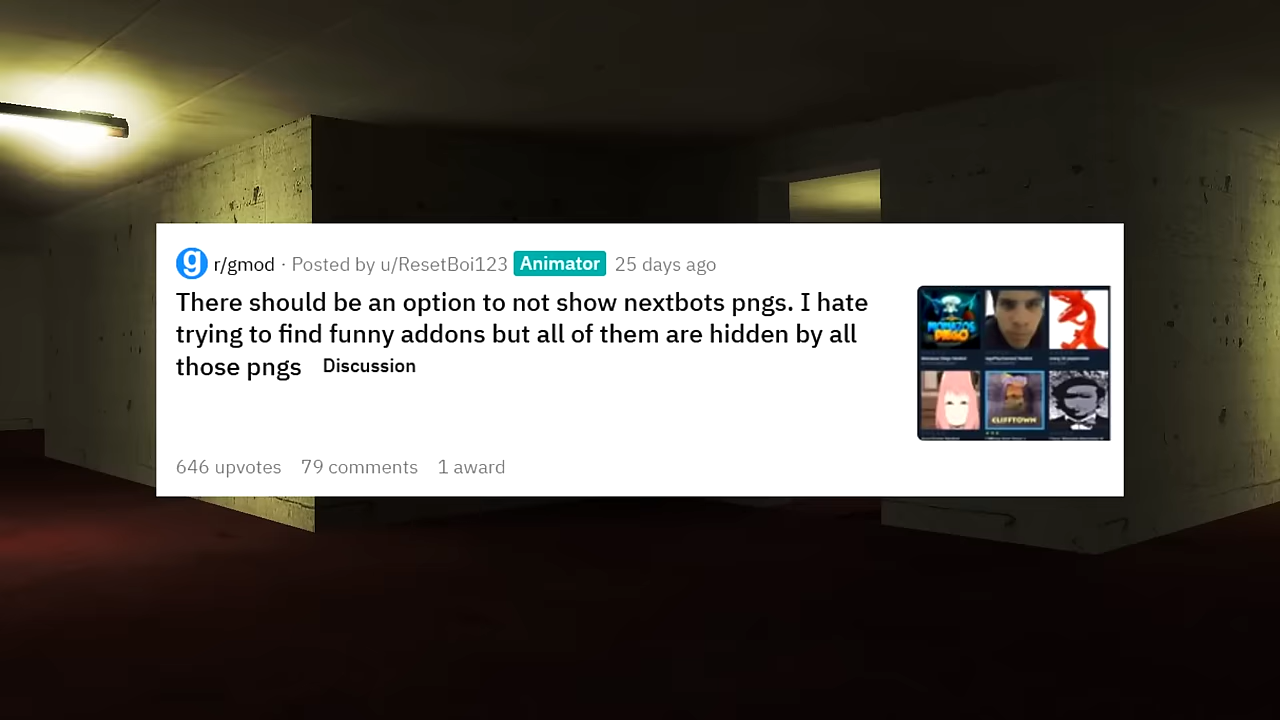 r/gmod · Posted by u/ResetBoi123 Animator 25 days ago
There should be an option to not show nextbots pngs. I hate
trying to find funny addons but all of them are hidden by all
those pngs Discussion
646 upvotes 79 comments 1 award
CLIFFTOWN